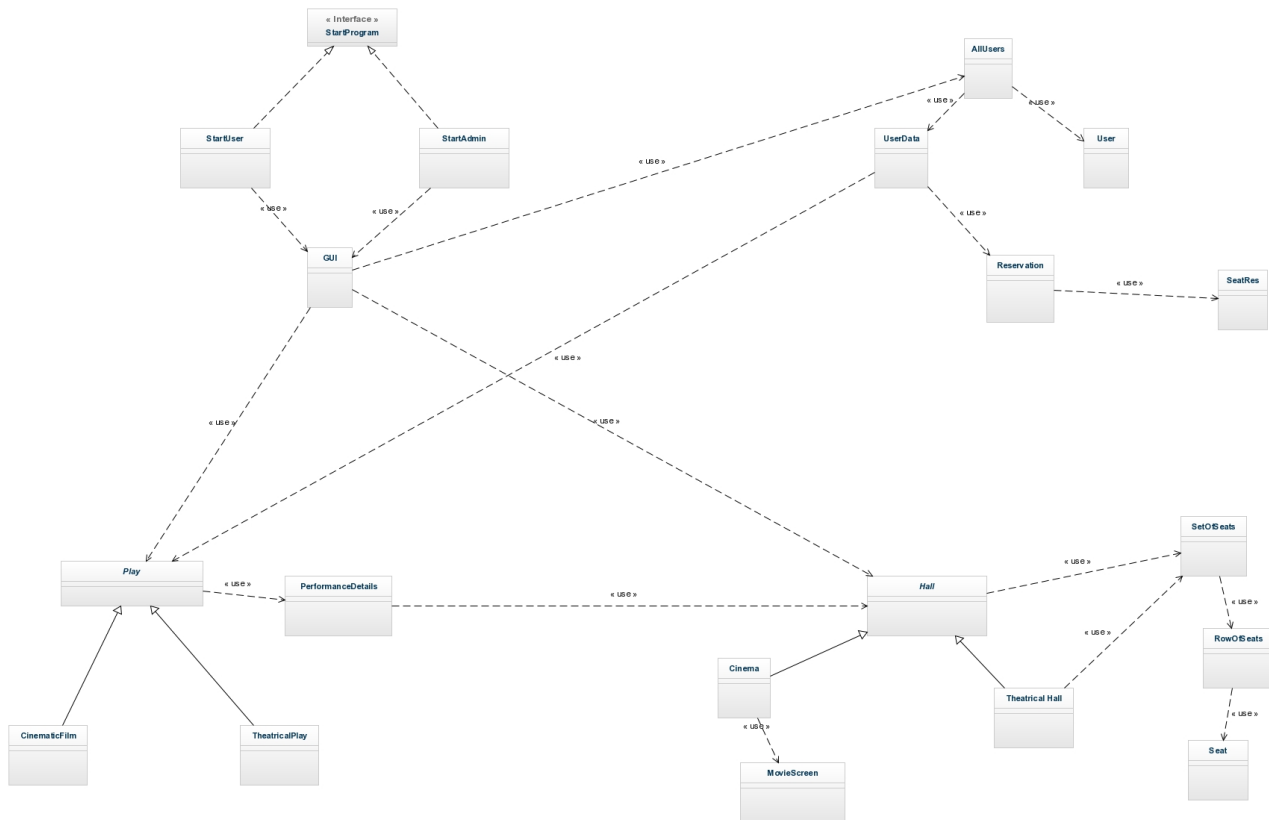 « Interface »
StartProgram
AllUsers
« use »
« use »
StartUser
StartAdmin
UserData
User
« use »
« use »
« use »
« use »
GUI
Reservation
« use »
SeatRes
« use »
« use »
« use »
SetOfSeats
« use »
Play
« use »
PerformanceDetails
« use »
Hall
« use »
« use »
RowOfSeats
Cinema
Theatrical Hall
« use »
« use »
CinematicFilm
TheatricalPlay
Seat
MovieScreen